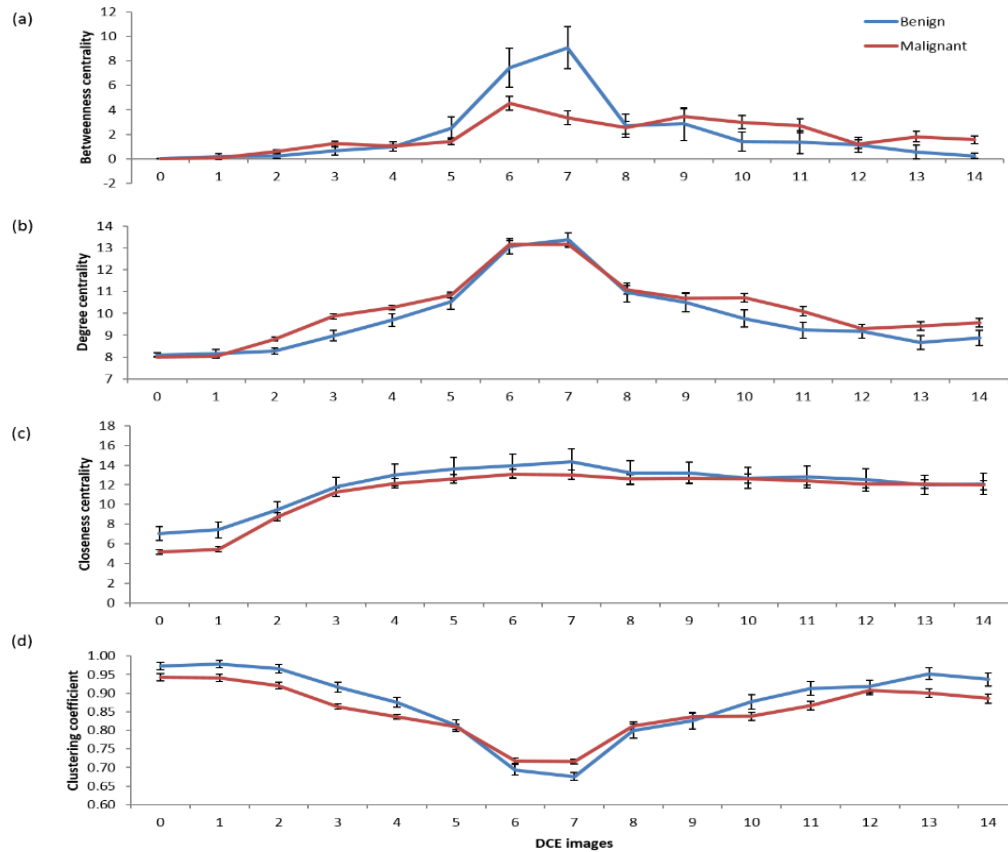 (a)
Betweenness centrality
12
10
8
6
4
2
0
-2
0 1 2 3 4 5 6 7 8 9 10 11 12 13 14
Benign
Malignant
(b)
Degree centrality
14
13
12
11
10
9
8
7
0 1 2 3 4 5 6 7 8 9 10 11 12 13 14
(c)
Closeness centrality
18
16
14
12
10
8
6
4
2
0
0 1 2 3 4 5 6 7 8 9 10 11 12 13 14
(d)
Clustering coefficient
1.00
0.95
0.90
0.85
0.80
0.75
0.70
0.65
0.60
0 1 2 3 4 5 6 7 8 9 10 11 12 13 14
DCE images